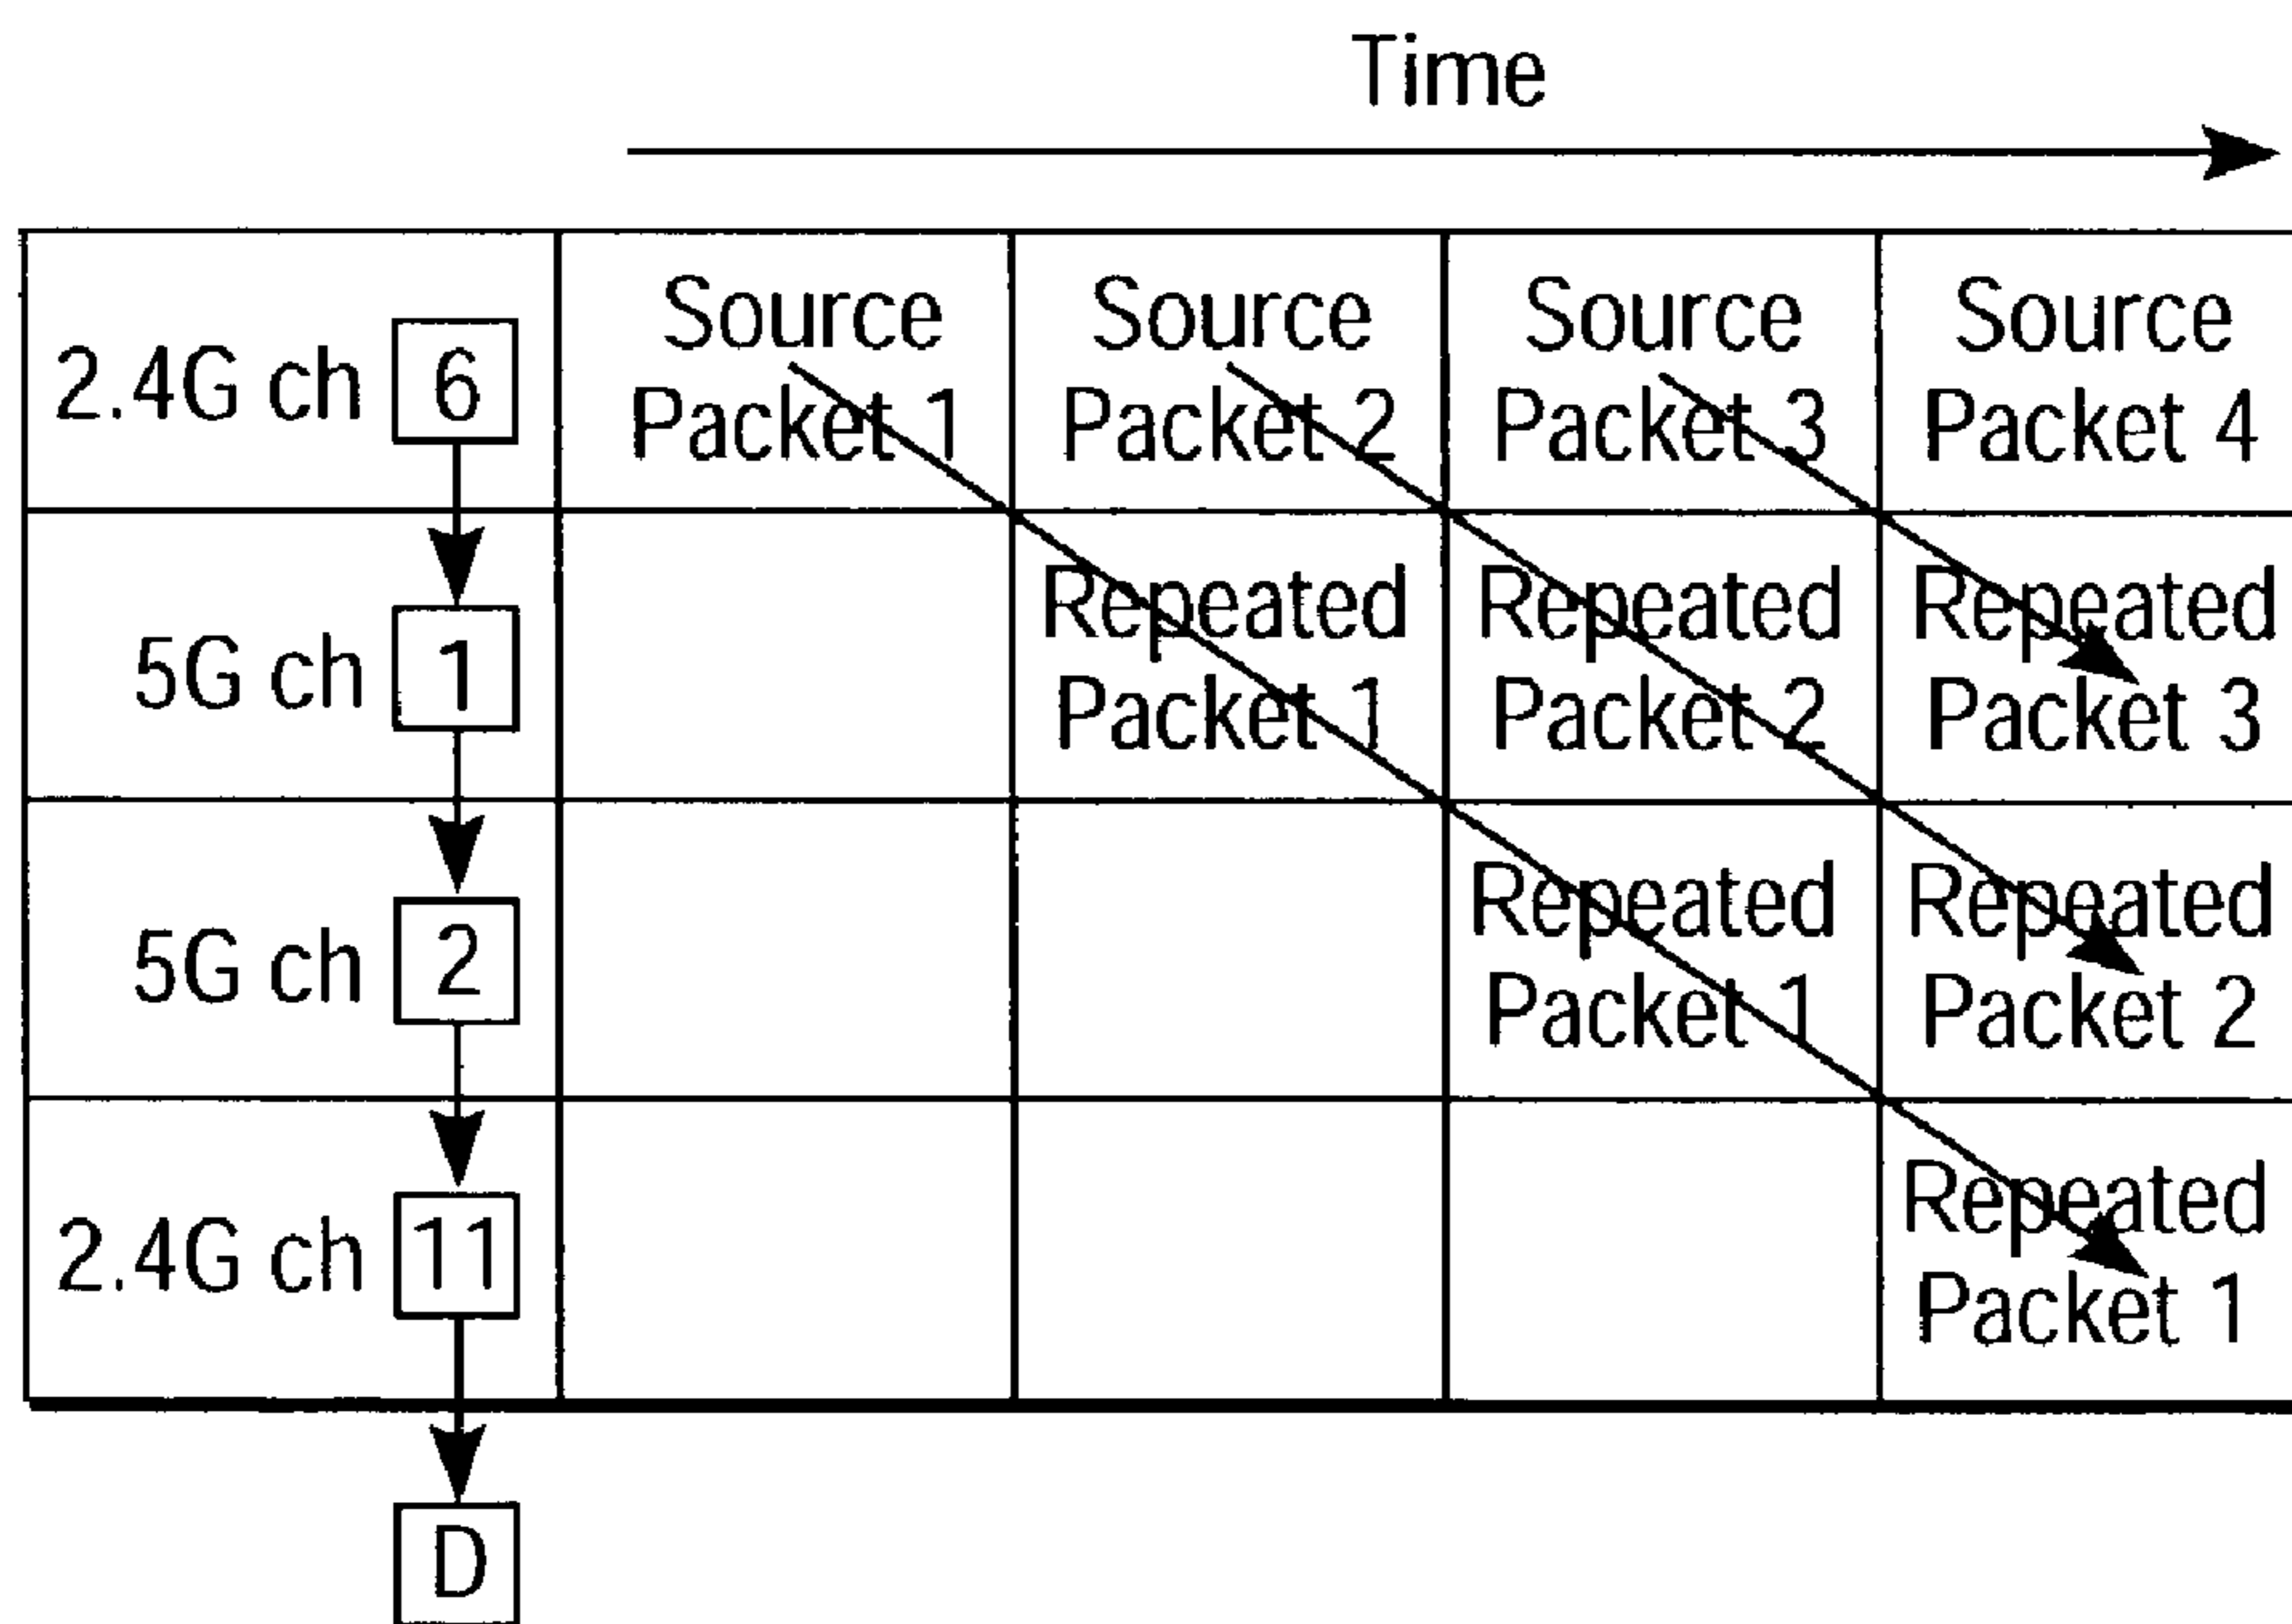 Time
2.4G ch 6
Source
Packet 1
Source
Packet 2
Source
Packet 3
Source
Packet 4
5G ch 1
Repeated
Packet 1
Repeated
Packet 2
Repeated
Packet 3
5G ch 2
Repeated
Packet 1
Repeated
Packet 2
2.4G ch 11
Repeated
Packet 1
D